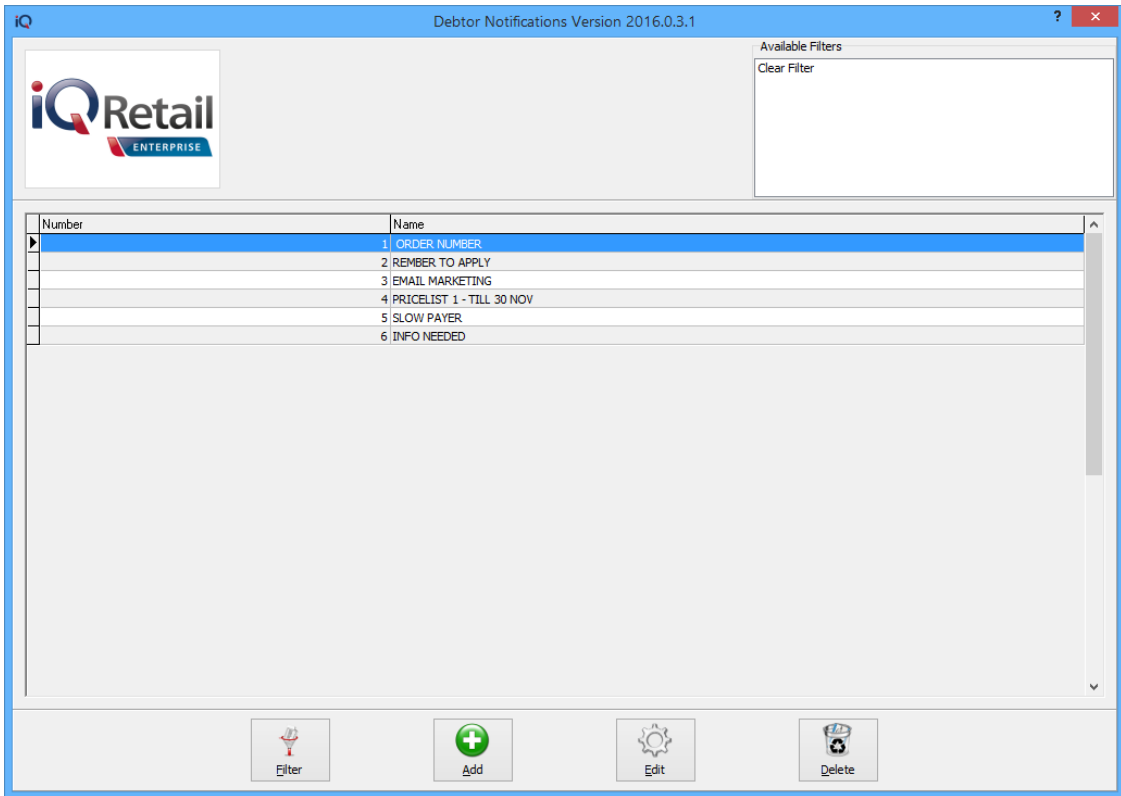 iQ
Debtor Notifications Version 2016.0.3.1
?
Available Filters
Clear Filter
iQRetail
ENTERPRISE
Number Name
1 ORDER NUMBER
2 REMBER TO APPLY
3 EMAIL MARKETING
4 PRICELIST 1 - TILL 30 NOV
5 SLOW PAYER
6 INFO NEEDED
Filter Add Edit Delete